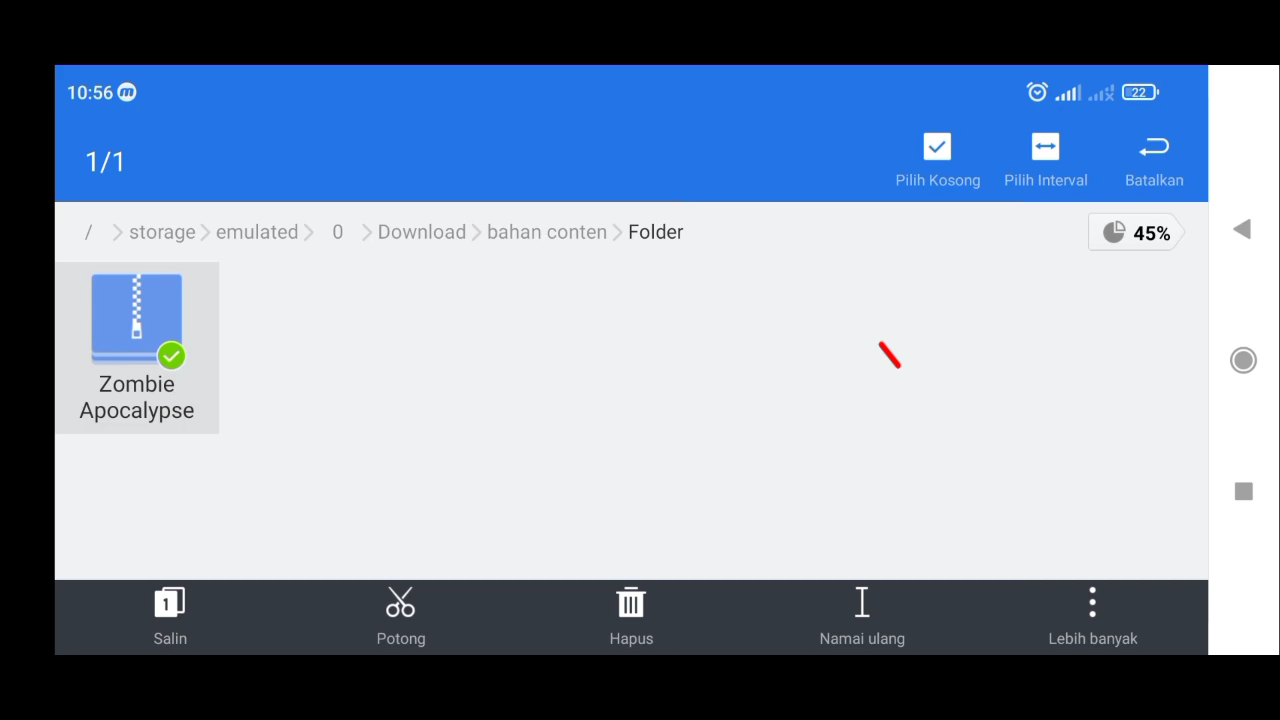 10:56
22
1/1
Pilih Kosong
Pilih Interval
Batalkan
/ storage emulated 0 Download bahan conten Folder
45%
Zombie
Apocalypse
1
Salin
Potong
Hapus
Namai ulang
Lebih banyak